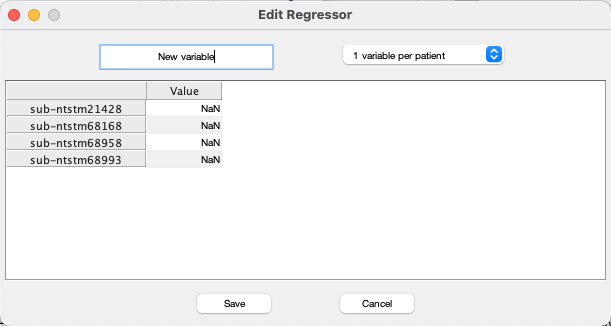 Edit Regressor
New variable
1 variable per patient
Value
sub-ntstm21428 NaN
sub-ntstm68168 NaN
sub-ntstm68958 NaN
sub-ntstm68993 NaN
Save Cancel